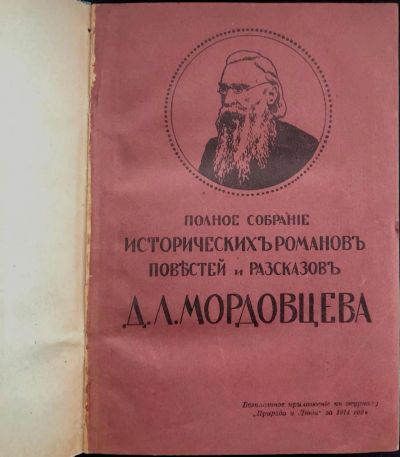 ПОЛНОЕ СОБРАНІЕ
ИСТОРИЧЕСКИХЪ РОМАНОВЪ
ПОВѢСТЕЙ и РАЗСКАЗОВЪ
Д.Л.МОРДОВЦЕВА
Безплатное приложеніе къ журналу
„Природа и Люди“ за 1914 годъ